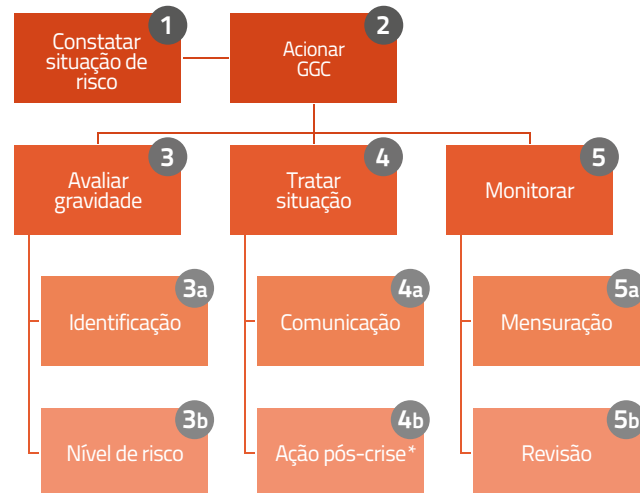 1
Constatar
situação de
risco
2
Acionar
GGC
3
Avaliar
gravidade
4
Tratar
situação
5
Monitorar
3a
Identificação
4a
Comunicação
5a
Mensuração
3b
Nível de risco
4b
Ação pós-crise*
5b
Revisão